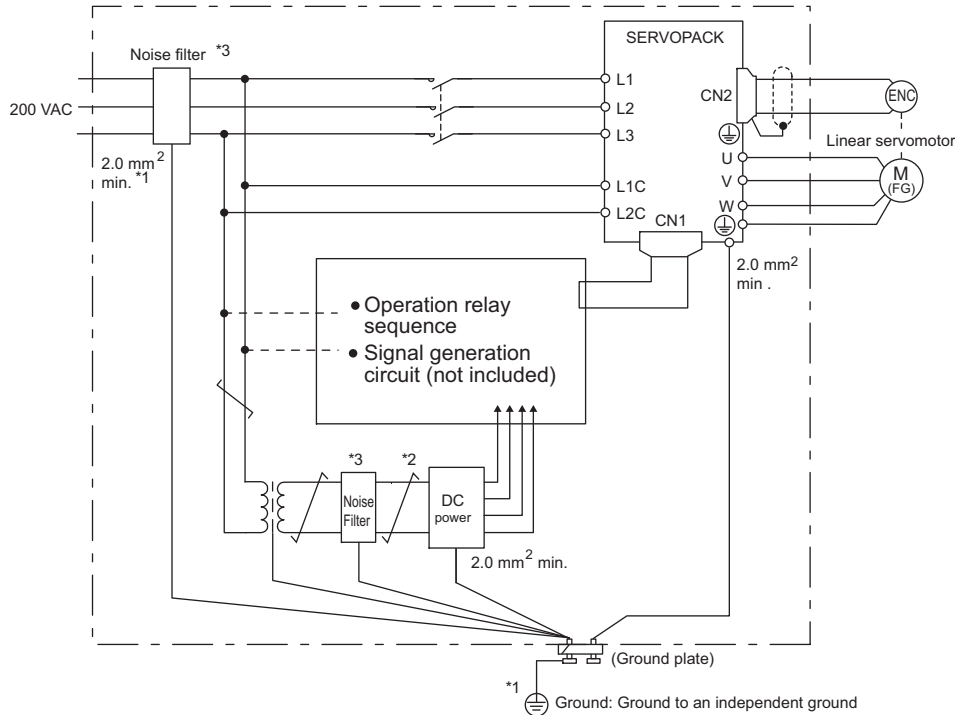 SERVOPACK
Noise filter *3
200 VAC
2.0 mm2
min. *1
L1
L2
L3
L1C
L2C
CN2
ENC
Linear servomotor
U
V
W
M
(FG)
CN1
2.0 mm2
min .
• Operation relay
sequence
• Signal generation
circuit (not included)
*3
*2
Noise
Filter
DC
power
2.0 mm2 min.
(Ground plate)
*1
Ground: Ground to an independent ground